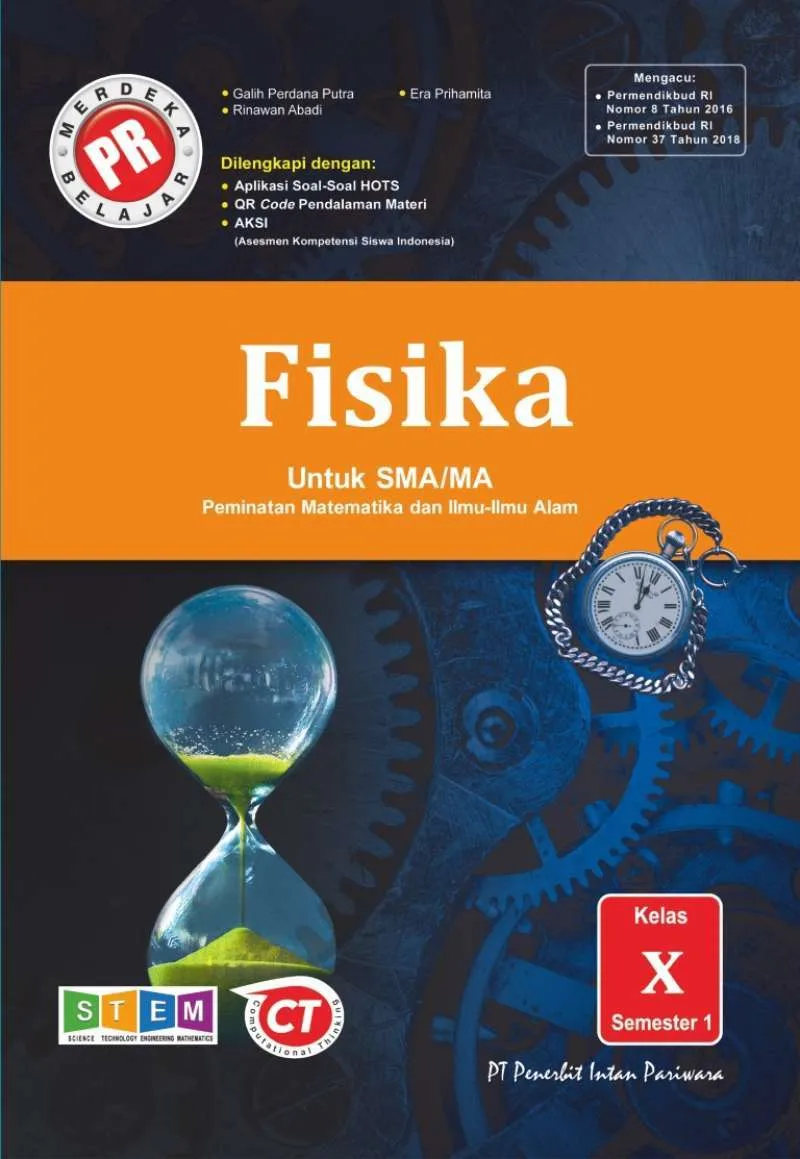 MERDEKA
PR
BELAJAR
• Galih Perdana Putra
• Rinawan Abadi
• Era Prihamita
Mengacu:
• Permendikbud RI
Nomor 8 Tahun 2016
• Permendikbud RI
Nomor 37 Tahun 2018
Dilengkapi dengan:
• Aplikasi Soal-Soal HOTS
• QR Code Pendalaman Materi
• AKSI
(Asesmen Kompetensi Siswa Indonesia)
Fisika
Untuk SMA/MA
Peminatan Matematika dan Ilmu-Ilmu Alam
STEM
SCIENCE TECHNOLOGY ENGINEERING MATHEMATICS
CT
Computational Thinking
Kelas
X
Semester 1
PT Penerbit Intan Pariwara